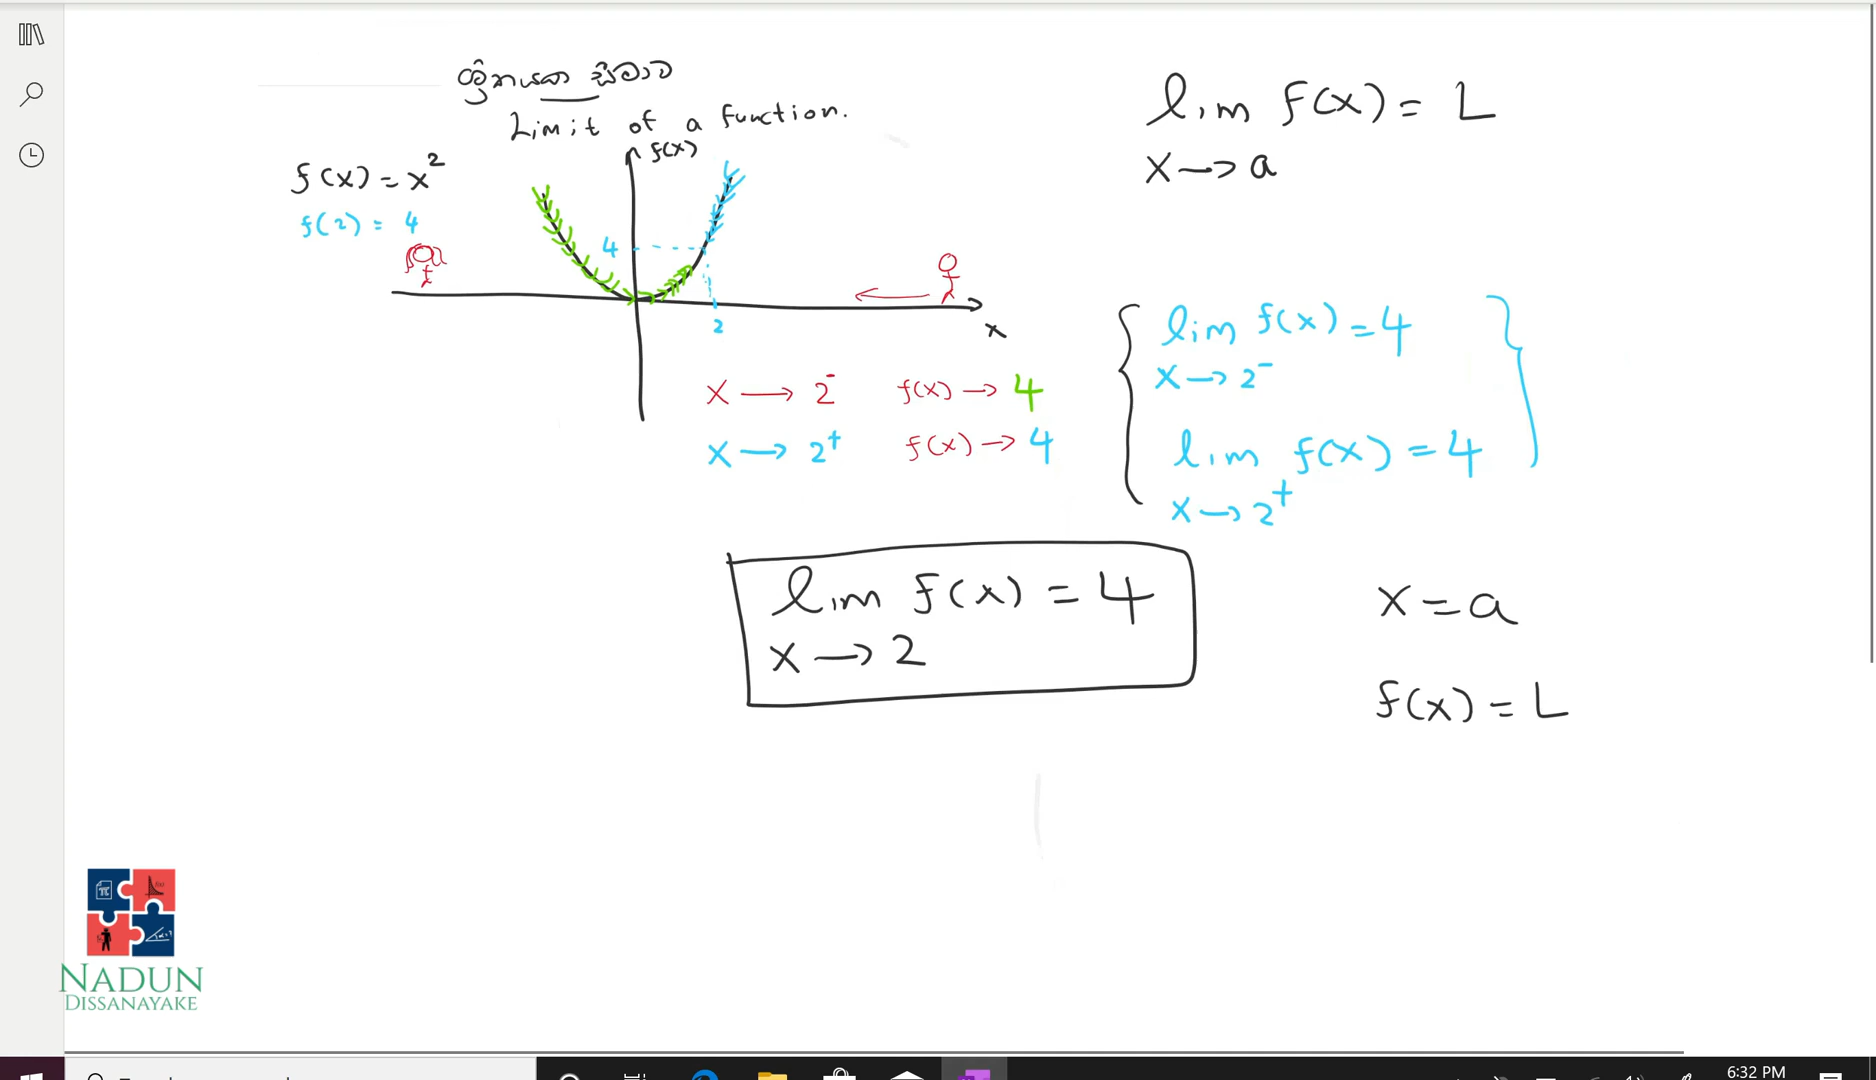 ශ්‍රිතයක සීමාව
Limit of a function.
f(x) = x²
f(2) = 4
f(x)
4
2
x
x → 2⁻ f(x) → 4
x → 2⁺ f(x) → 4
lim f(x) = L
x → a
lim f(x) = 4
x → 2⁻
lim f(x) = 4
x → 2⁺
lim f(x) = 4
x → 2
x = a
f(x) = L
NADUN
DISSANAYAKE
6:32 PM